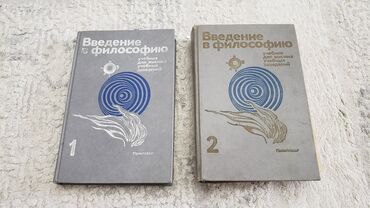 Введение
в философию
учебник
для высших
учебных
заведений
1
Политиздат
Введение
в философию
учебник
для высших
учебных
заведений
2
Политиздат